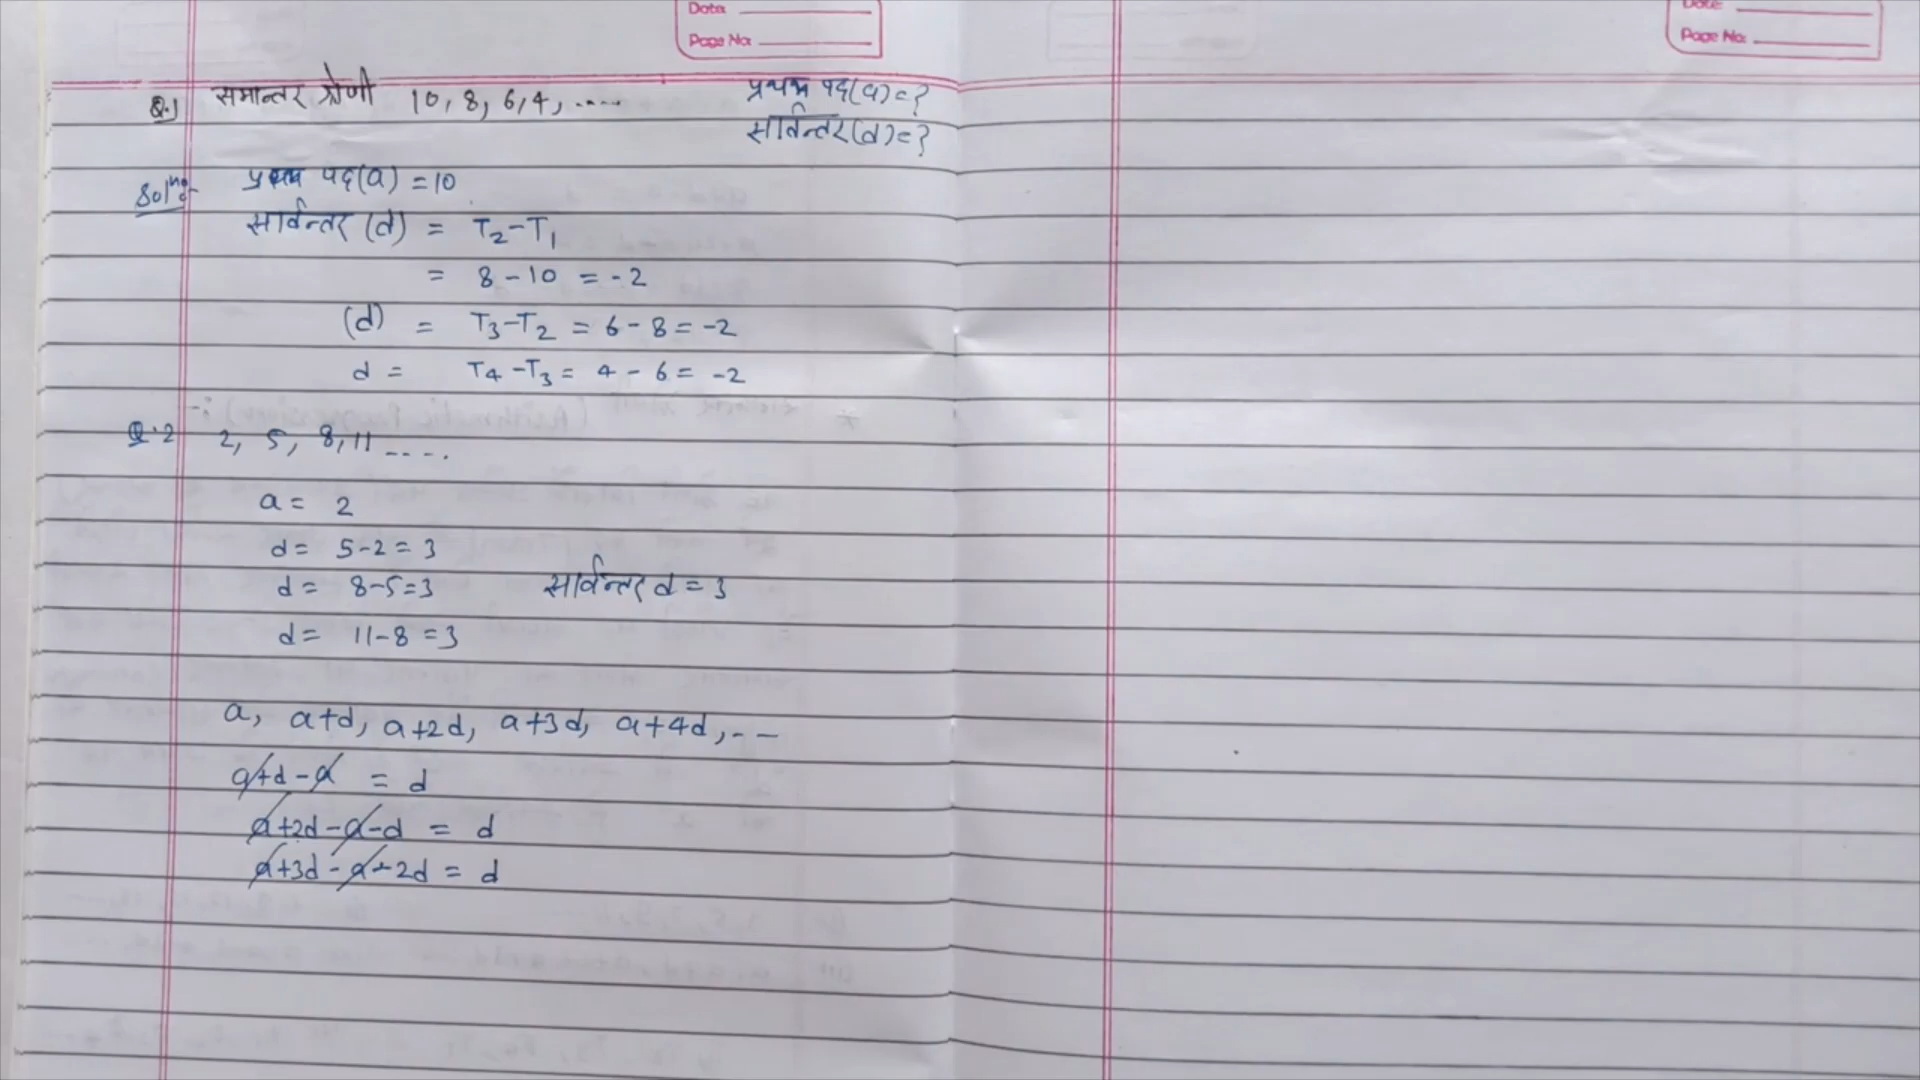 Date
Page No:
Date:
Page No:
Q.1 समान्तर श्रेणी 10, 8, 6, 4, ..... प्रथम पद(a)=?
सार्वन्तर(d)=?
Solⁿ:- प्रथम पद(a) = 10
सार्वन्तर (d) = T₂-T₁
= 8 - 10 = -2
(d) = T₃-T₂ = 6 - 8 = -2
d = T₄-T₃ = 4 - 6 = -2
Q.2 2, 5, 8, 11 .....
a = 2
d = 5-2 = 3
d = 8-5=3 सार्वन्तर d = 3
d = 11-8 =3
a, a+d, a+2d, a+3d, a+4d, --
a+d-a = d
a+2d-a-d = d
a+3d-a-2d = d